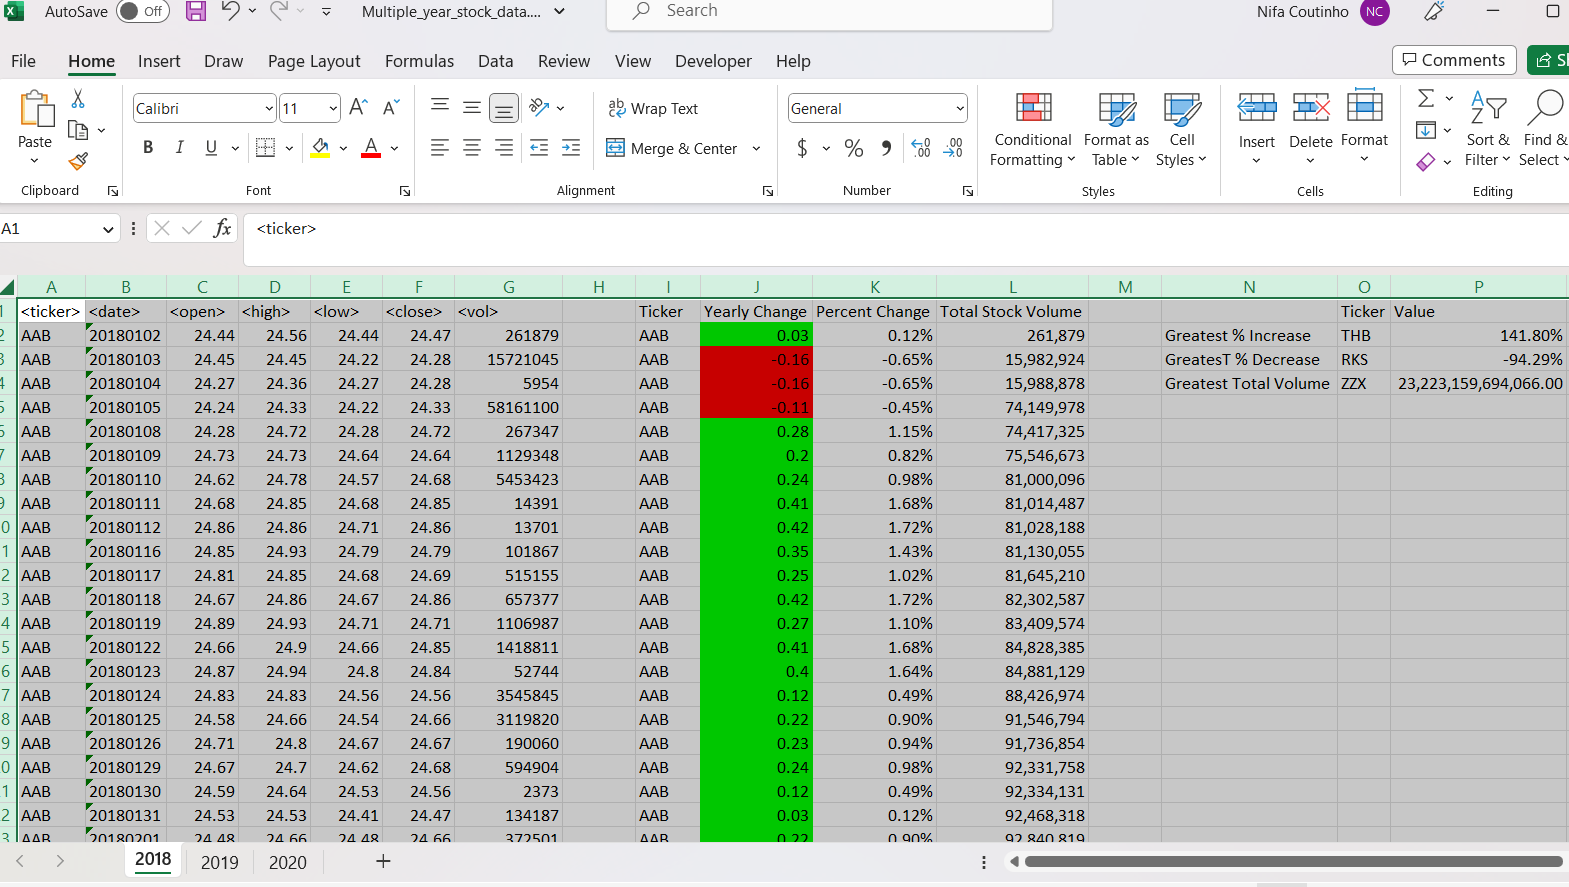 AutoSave Off Multiple_year_stock_data.... Search Nifa Coutinho NC
File Home Insert Draw Page Layout Formulas Data Review View Developer Help Comments
Calibri 11 Wrap Text General
Paste B I U A Merge & Center $ % Conditional Formatting Format as Table Cell Styles Insert Delete Format Sort & Filter Find & Select
Clipboard Font Alignment Number Styles Cells Editing
A1 fx <ticker>
A B C D E F G H I J K L M N O P
<ticker> <date> <open> <high> <low> <close> <vol> Ticker Yearly Change Percent Change Total Stock Volume Ticker Value
AAB 20180102 24.44 24.56 24.44 24.47 261879 AAB 0.03 0.12% 261,879 Greatest % Increase THB 141.80%
AAB 20180103 24.45 24.45 24.22 24.28 15721045 AAB -0.16 -0.65% 15,982,924 GreatesT % Decrease RKS -94.29%
AAB 20180104 24.27 24.36 24.27 24.28 5954 AAB -0.16 -0.65% 15,988,878 Greatest Total Volume ZZX 23,223,159,694,066.00
AAB 20180105 24.24 24.33 24.22 24.33 58161100 AAB -0.11 -0.45% 74,149,978
AAB 20180108 24.28 24.72 24.28 24.72 267347 AAB 0.28 1.15% 74,417,325
AAB 20180109 24.73 24.73 24.64 24.64 1129348 AAB 0.2 0.82% 75,546,673
AAB 20180110 24.62 24.78 24.57 24.68 5453423 AAB 0.24 0.98% 81,000,096
AAB 20180111 24.68 24.85 24.68 24.85 14391 AAB 0.41 1.68% 81,014,487
AAB 20180112 24.86 24.86 24.71 24.86 13701 AAB 0.42 1.72% 81,028,188
AAB 20180116 24.85 24.93 24.79 24.79 101867 AAB 0.35 1.43% 81,130,055
AAB 20180117 24.81 24.85 24.68 24.69 515155 AAB 0.25 1.02% 81,645,210
AAB 20180118 24.67 24.86 24.67 24.86 657377 AAB 0.42 1.72% 82,302,587
AAB 20180119 24.89 24.93 24.71 24.71 1106987 AAB 0.27 1.10% 83,409,574
AAB 20180122 24.66 24.9 24.66 24.85 1418811 AAB 0.41 1.68% 84,828,385
AAB 20180123 24.87 24.94 24.8 24.84 52744 AAB 0.4 1.64% 84,881,129
AAB 20180124 24.83 24.83 24.56 24.56 3545845 AAB 0.12 0.49% 88,426,974
AAB 20180125 24.58 24.66 24.54 24.66 3119820 AAB 0.22 0.90% 91,546,794
AAB 20180126 24.71 24.8 24.67 24.67 190060 AAB 0.23 0.94% 91,736,854
AAB 20180129 24.67 24.7 24.62 24.68 594904 AAB 0.24 0.98% 92,331,758
AAB 20180130 24.59 24.64 24.53 24.56 2373 AAB 0.12 0.49% 92,334,131
AAB 20180131 24.53 24.53 24.41 24.47 134187 AAB 0.03 0.12% 92,468,318
AAB 20180201 24.48 24.66 24.48 24.66 372501 AAB 0.22 0.90% 92,840,819
2018 2019 2020